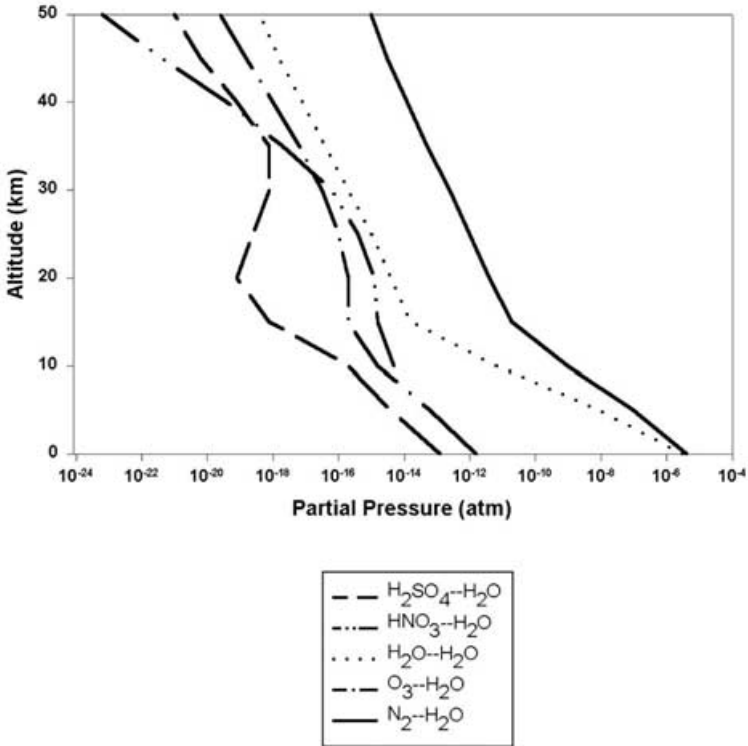 50
40
30
20
10
0
Altitude (km)
10-24 10-22 10-20 10-18 10-16 10-14 10-12 10-10 10-8 10-6 10-4
Partial Pressure (atm)
H2SO4--H2O
HNO3--H2O
H2O--H2O
O3--H2O
N2--H2O